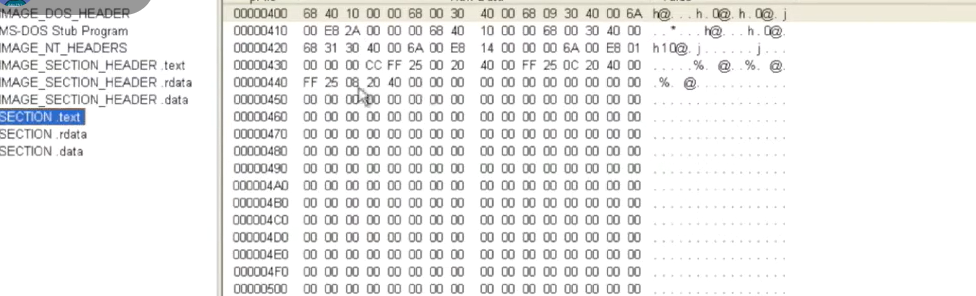 IMAGE_DOS_HEADER
MS-DOS Stub Program
IMAGE_NT_HEADERS
IMAGE_SECTION_HEADER .text
IMAGE_SECTION_HEADER .rdata
IMAGE_SECTION_HEADER .data
SECTION .text
SECTION .rdata
SECTION .data
00000400 68 40 10 00 00 68 00 30 40 00 68 09 30 40 00 6A h@. . . h. 0@. h. 0@. j
00000410 00 E8 2A 00 00 00 68 40 10 00 00 68 00 30 40 00 . . * . . . h@. . . h. 0@.
00000420 68 31 30 40 00 6A 00 E8 14 00 00 00 6A 00 E8 01 h10@. j . . . . . . j . . .
00000430 00 00 00 CC FF 25 00 20 40 00 FF 25 0C 20 40 00 . . . . . %. @. . %. @.
00000440 FF 25 08 20 40 00 00 00 00 00 00 00 00 00 00 00 . %. @. . . . . . . . . . .
00000450 00 00 00 00 00 00 00 00 00 00 00 00 00 00 00 00 . . . . . . . . . . . . . . . .
00000460 00 00 00 00 00 00 00 00 00 00 00 00 00 00 00 00 . . . . . . . . . . . . . . . .
00000470 00 00 00 00 00 00 00 00 00 00 00 00 00 00 00 00 . . . . . . . . . . . . . . . .
00000480 00 00 00 00 00 00 00 00 00 00 00 00 00 00 00 00 . . . . . . . . . . . . . . . .
00000490 00 00 00 00 00 00 00 00 00 00 00 00 00 00 00 00 . . . . . . . . . . . . . . . .
000004A0 00 00 00 00 00 00 00 00 00 00 00 00 00 00 00 00 . . . . . . . . . . . . . . . .
000004B0 00 00 00 00 00 00 00 00 00 00 00 00 00 00 00 00 . . . . . . . . . . . . . . . .
000004C0 00 00 00 00 00 00 00 00 00 00 00 00 00 00 00 00 . . . . . . . . . . . . . . . .
000004D0 00 00 00 00 00 00 00 00 00 00 00 00 00 00 00 00 . . . . . . . . . . . . . . . .
000004E0 00 00 00 00 00 00 00 00 00 00 00 00 00 00 00 00 . . . . . . . . . . . . . . . .
000004F0 00 00 00 00 00 00 00 00 00 00 00 00 00 00 00 00 . . . . . . . . . . . . . . . .
00000500 00 00 00 00 00 00 00 00 00 00 00 00 00 00 00 00 . . . . . . . . . . . . . . . .